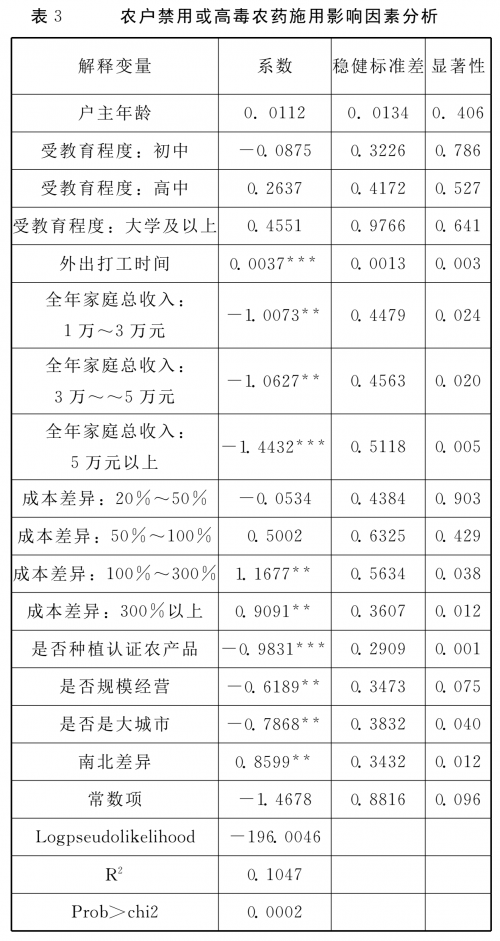 表3 农户禁用或高毒农药施用影响因素分析
解释变量 系数 稳健标准差 显著性
户主年龄 0.0112 0.0134 0.406
受教育程度：初中 -0.0875 0.3226 0.786
受教育程度：高中 0.2637 0.4172 0.527
受教育程度：大学及以上 0.4551 0.9766 0.641
外出打工时间 0.0037*** 0.0013 0.003
全年家庭总收入：
1万～3万元 -1.0073** 0.4479 0.024
全年家庭总收入：
3万～～5万元 -1.0627** 0.4563 0.020
全年家庭总收入：
5万元以上 -1.4432*** 0.5118 0.005
成本差异：20%～50% -0.0534 0.4384 0.903
成本差异：50%～100% 0.5002 0.6325 0.429
成本差异：100%～300% 1.1677** 0.5634 0.038
成本差异：300%以上 0.9091** 0.3607 0.012
是否种植认证农产品 -0.9831*** 0.2909 0.001
是否规模经营 -0.6189** 0.3473 0.075
是否是大城市 -0.7868** 0.3832 0.040
南北差异 0.8599** 0.3432 0.012
常数项 -1.4678 0.8816 0.096
Logpseudolikelihood -196.0046
R² 0.1047
Prob>chi2 0.0002